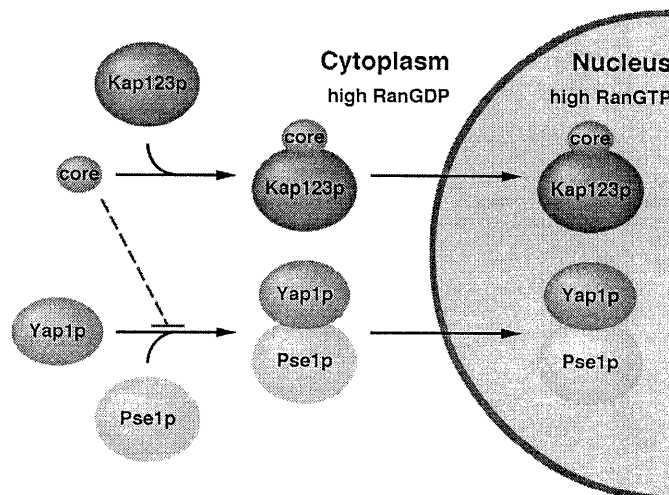 Cytoplasm
high RanGDP
Nucleus
high RanGTP
Kap123p
core
core
Kap123p
core
Kap123p
Yap1p
Pse1p
Yap1p
Pse1p
Yap1p
Pse1p